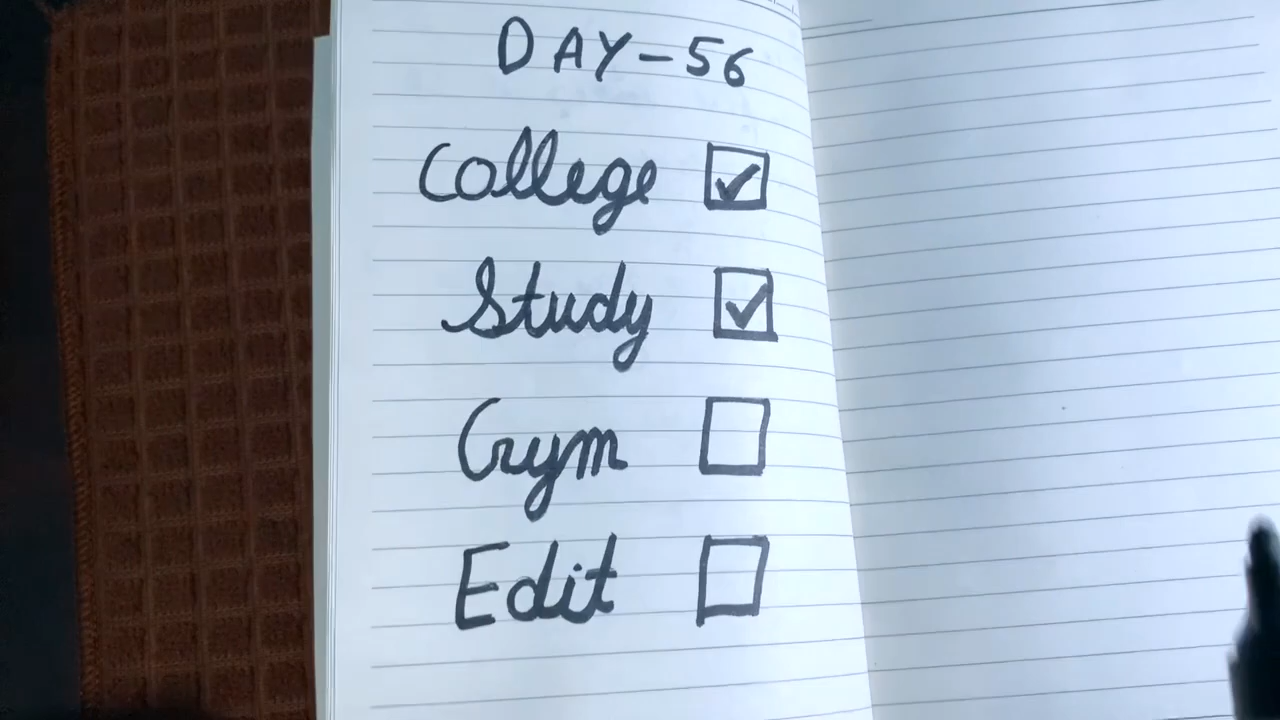 DAY-56
College ☑
Study ☑
Gym ☐
Edit ☐